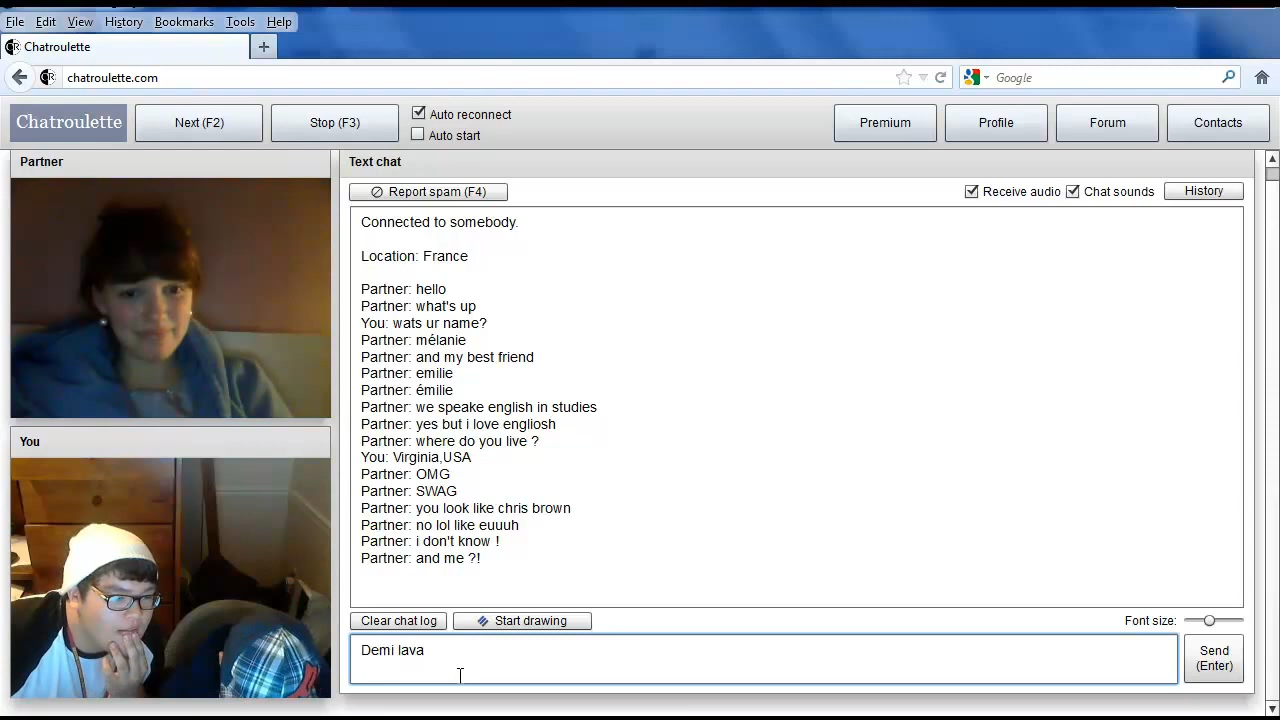 File Edit View History Bookmarks Tools Help
Chatroulette
chatroulette.com
Google
Chatroulette
Next (F2)
Stop (F3)
Auto reconnect
Auto start
Premium
Profile
Forum
Contacts
Partner
Text chat
Report spam (F4)
Receive audio
Chat sounds
History
Connected to somebody.
Location: France
Partner: hello
Partner: what's up
You: wats ur name?
Partner: mélanie
Partner: and my best friend
Partner: emilie
Partner: émilie
Partner: we speake english in studies
Partner: yes but i love engliosh
Partner: where do you live ?
You: Virginia,USA
Partner: OMG
Partner: SWAG
Partner: you look like chris brown
Partner: no lol like euuuh
Partner: i don't know !
Partner: and me ?!
You
Clear chat log
Start drawing
Font size:
Demi lava
Send
(Enter)